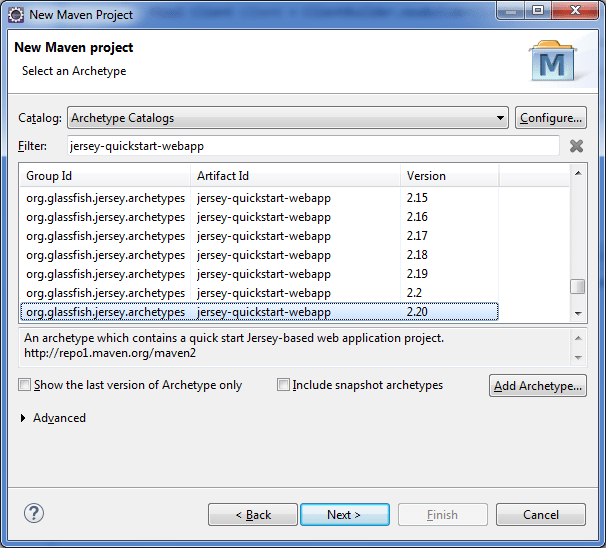 New Maven Project
New Maven project
Select an Archetype
M
Catalog: Archetype Catalogs Configure...
Filter: jersey-quickstart-webapp
Group Id Artifact Id Version
org.glassfish.jersey.archetypes jersey-quickstart-webapp 2.15
org.glassfish.jersey.archetypes jersey-quickstart-webapp 2.16
org.glassfish.jersey.archetypes jersey-quickstart-webapp 2.17
org.glassfish.jersey.archetypes jersey-quickstart-webapp 2.18
org.glassfish.jersey.archetypes jersey-quickstart-webapp 2.19
org.glassfish.jersey.archetypes jersey-quickstart-webapp 2.2
org.glassfish.jersey.archetypes jersey-quickstart-webapp 2.20
An archetype which contains a quick start Jersey-based web application project.
http://repo1.maven.org/maven2
Show the last version of Archetype only Include snapshot archetypes Add Archetype...
Advanced
? < Back Next > Finish Cancel